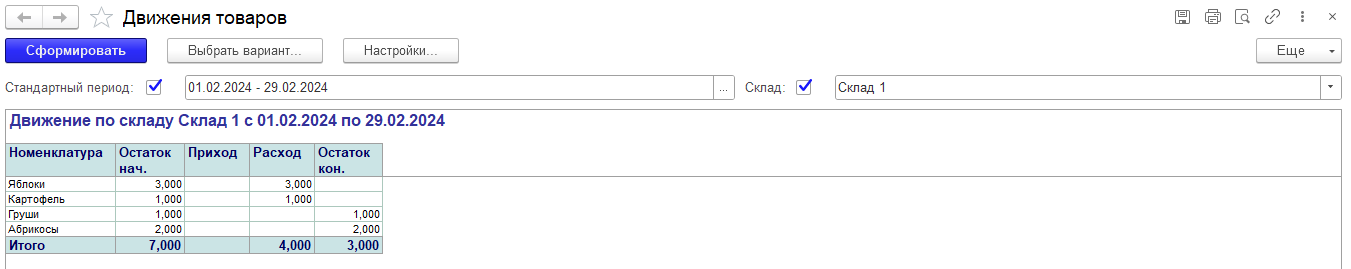 Движения товаров
Сформировать Выбрать вариант... Настройки... Еще
Стандартный период: 01.02.2024 - 29.02.2024 ... Склад: Склад 1
Движение по складу Склад 1 с 01.02.2024 по 29.02.2024
Номенклатура Остаток нач. Приход Расход Остаток кон.
Яблоки 3,000 3,000
Картофель 1,000 1,000
Груши 1,000 1,000
Абрикосы 2,000 2,000
Итого 7,000 4,000 3,000